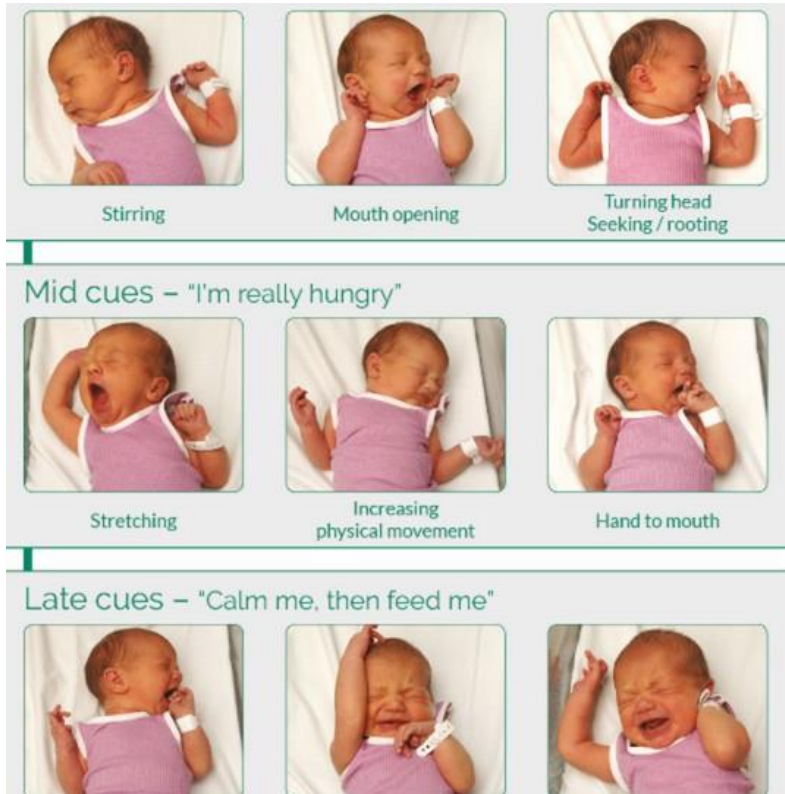 Stirring
Mouth opening
Turning head
Seeking / rooting
Mid cues – “I’m really hungry”
Stretching
Increasing
physical movement
Hand to mouth
Late cues – “Calm me, then feed me”